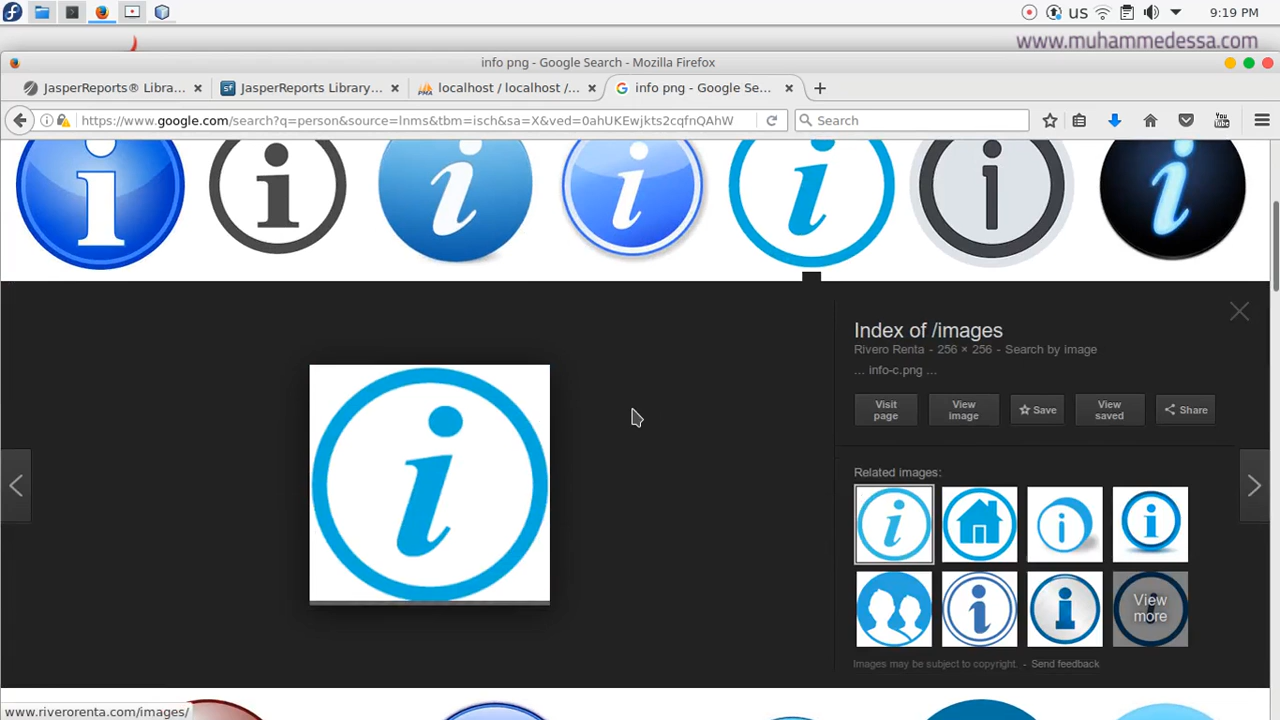 us
9:19 PM
www.muhammedessa.com
info png - Google Search - Mozilla Firefox
JasperReports® Libra...
JasperReports Library...
localhost / localhost /...
info png - Google Se...
https://www.google.com/search?q=person&source=lnms&tbm=isch&sa=X&ved=0ahUKEwjkts2cqfnQAhW
Search
You
Tube
i i i i i i i
Index of /images
Rivero Renta - 256 × 256 - Search by image
... info-c.png ...
Visit page
View image
Save
View saved
Share
i
Related images:
i i i
i i
View more
Images may be subject to copyright. - Send feedback
www.riverorenta.com/images/